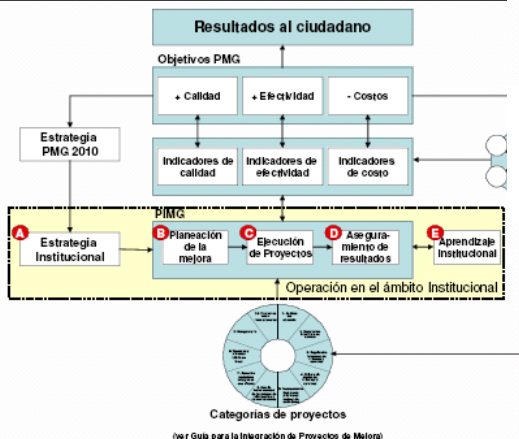 Resultados al ciudadano
Objetivos PMG
+ Calidad
+ Efectividad
- Costos
Estrategia
PMG 2010
Indicadores de
calidad
Indicadores de
efectividad
Indicadores
de costo
PIMG
A
Estrategia
Institucional
B
Planeación
de la
mejora
C
Ejecución
de Proyectos
D
Asegura-
miento de
resultados
E
Aprendizaje
Institucional
Operación en el ámbito Institucional
Categorías de proyectos
(ver Guía para la Integración de Proyectos de Mejora)